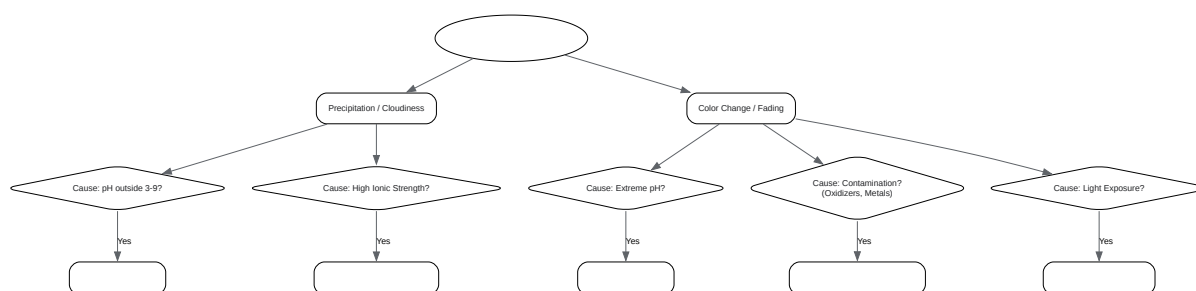 Precipitation / Cloudiness
Color Change / Fading
Cause: pH outside 3-9?
Cause: High Ionic Strength?
Cause: Extreme pH?
Cause: Contamination?
(Oxidizers, Metals)
Cause: Light Exposure?
Yes
Yes
Yes
Yes
Yes